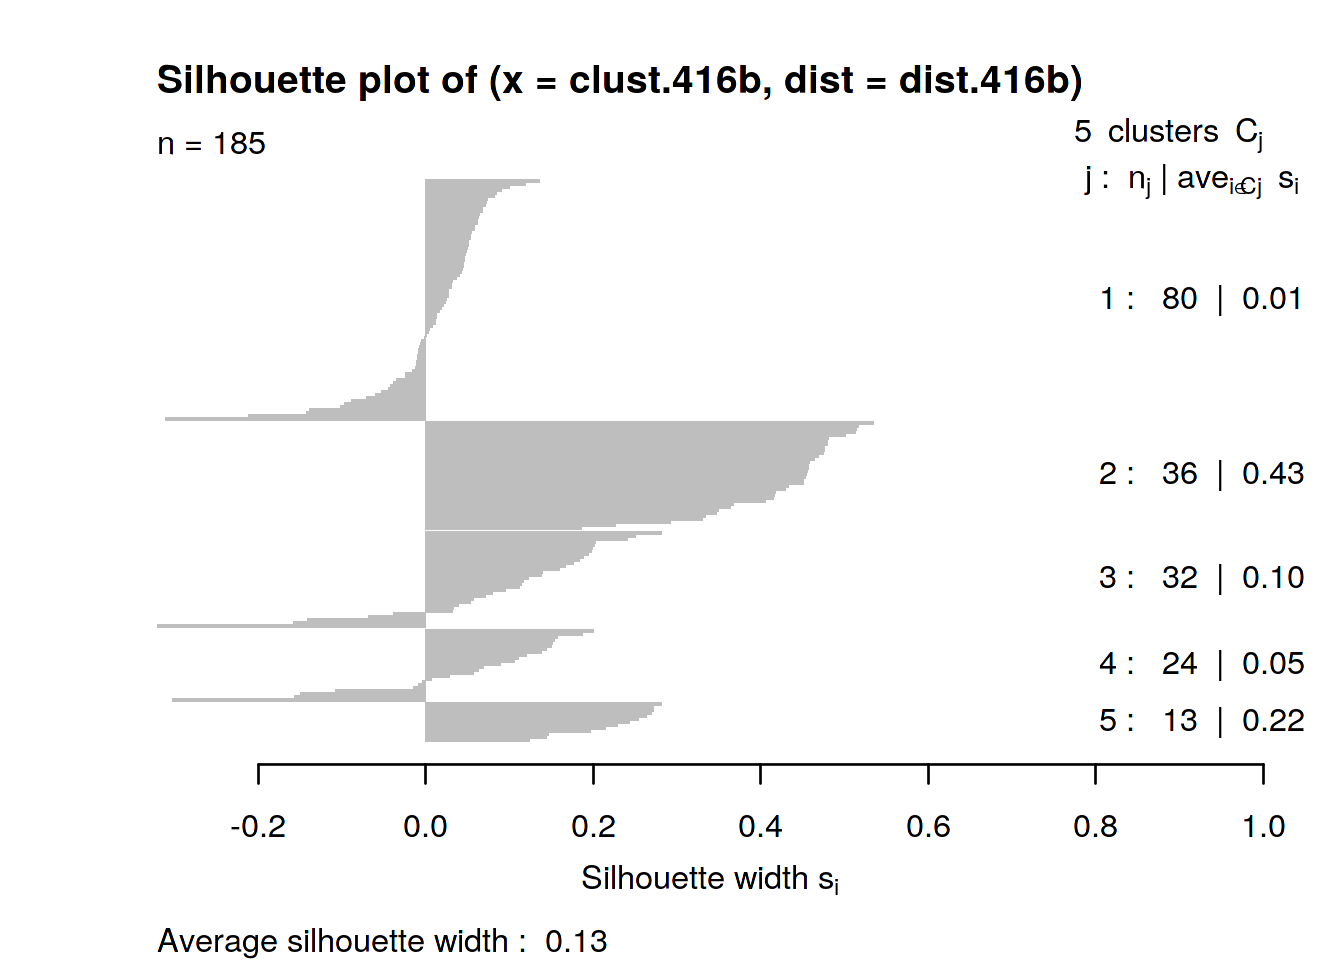 Silhouette plot of (x = clust.416b, dist = dist.416b)
n = 185
5 clusters Cj
j : nj | avei∈Cj si
1 : 80 | 0.01
2 : 36 | 0.43
3 : 32 | 0.10
4 : 24 | 0.05
5 : 13 | 0.22
-0.2 0.0 0.2 0.4 0.6 0.8 1.0
Silhouette width si
Average silhouette width : 0.13